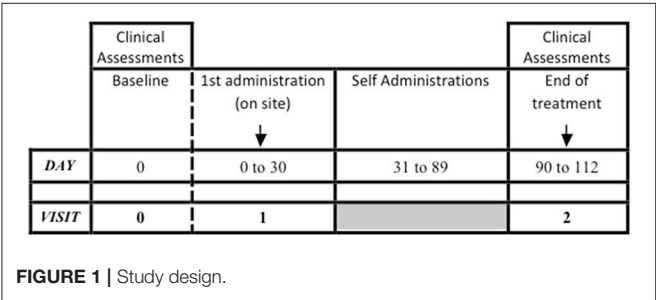 Clinical Assessments Clinical Assessments
Baseline 1st administration (on site) Self Administrations End of treatment
DAY 0 0 to 30 31 to 89 90 to 112
VISIT 0 1 2
FIGURE 1 | Study design.